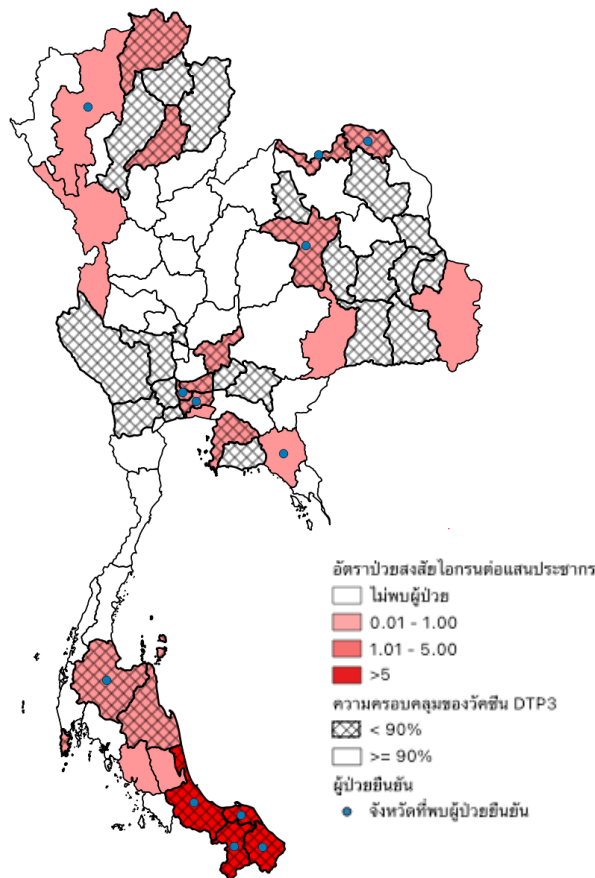 อัตราป่วยสงสัยไอกรนต่อแสนประชากร
ไม่พบผู้ป่วย
0.01 - 1.00
1.01 - 5.00
>5
ความครอบคลุมของวัคซีน DTP3
< 90%
>= 90%
ผู้ป่วยยืนยัน
จังหวัดที่พบผู้ป่วยยืนยัน